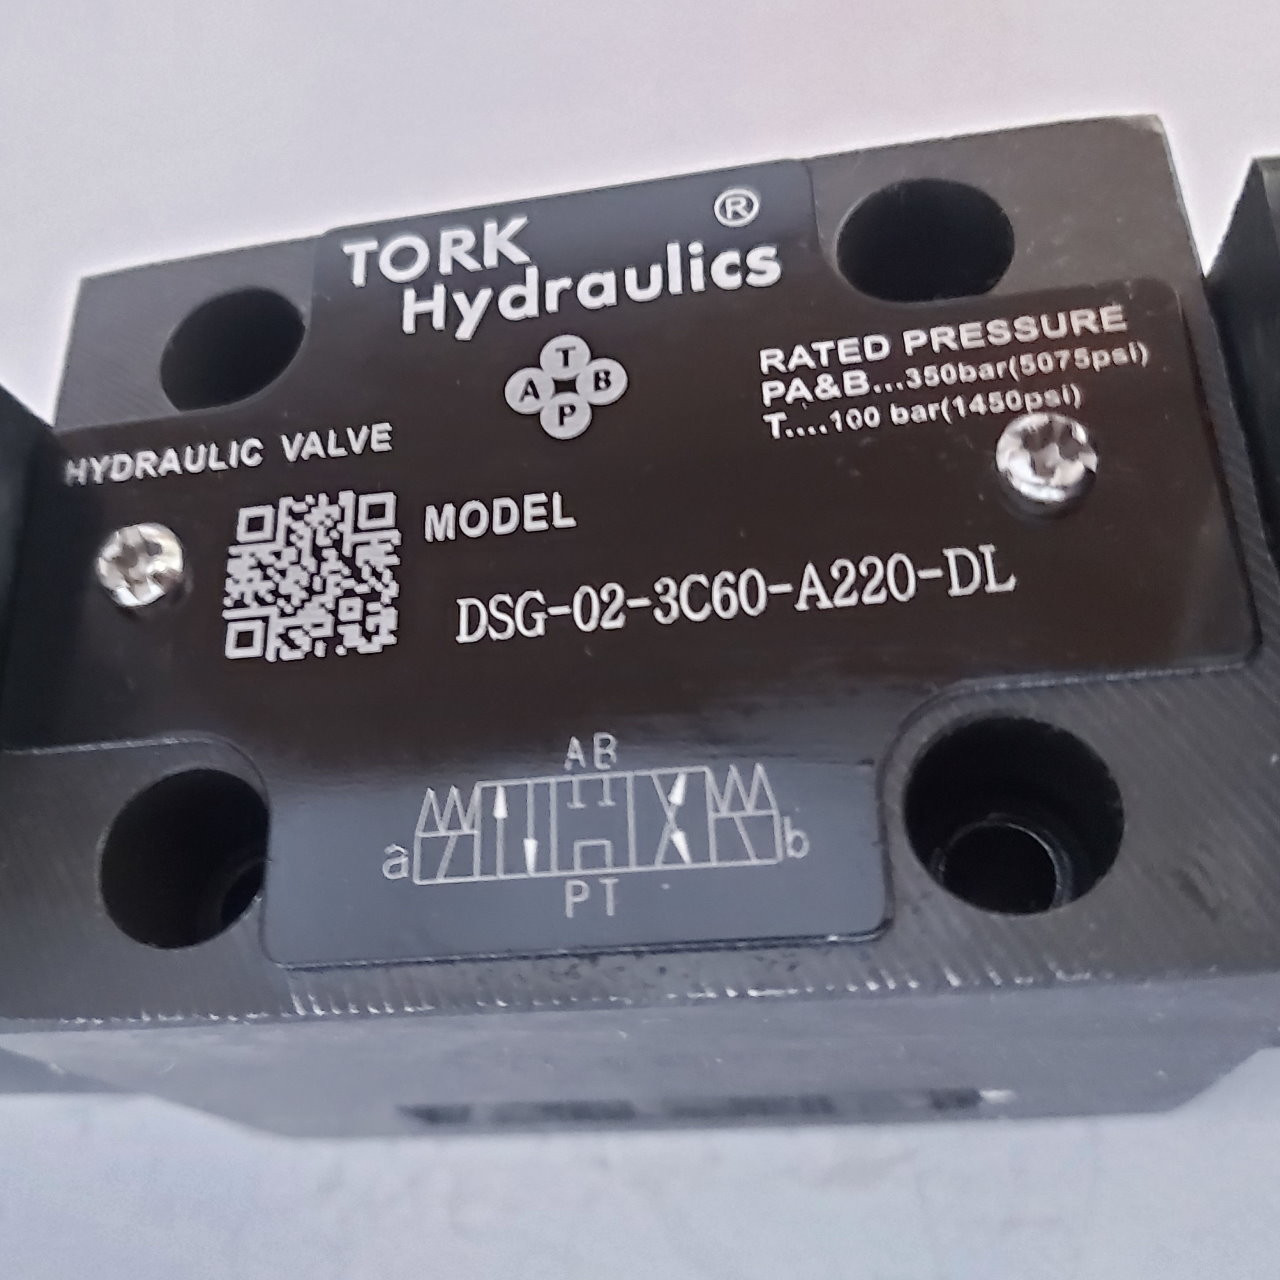 TORK ®
Hydraulics
T
A B
P
RATED PRESSURE
PA&B...350bar(5075psi)
T....100 bar(1450psi)
HYDRAULIC VALVE
MODEL
DSG-02-3C60-A220-DL
AB
a b
PT